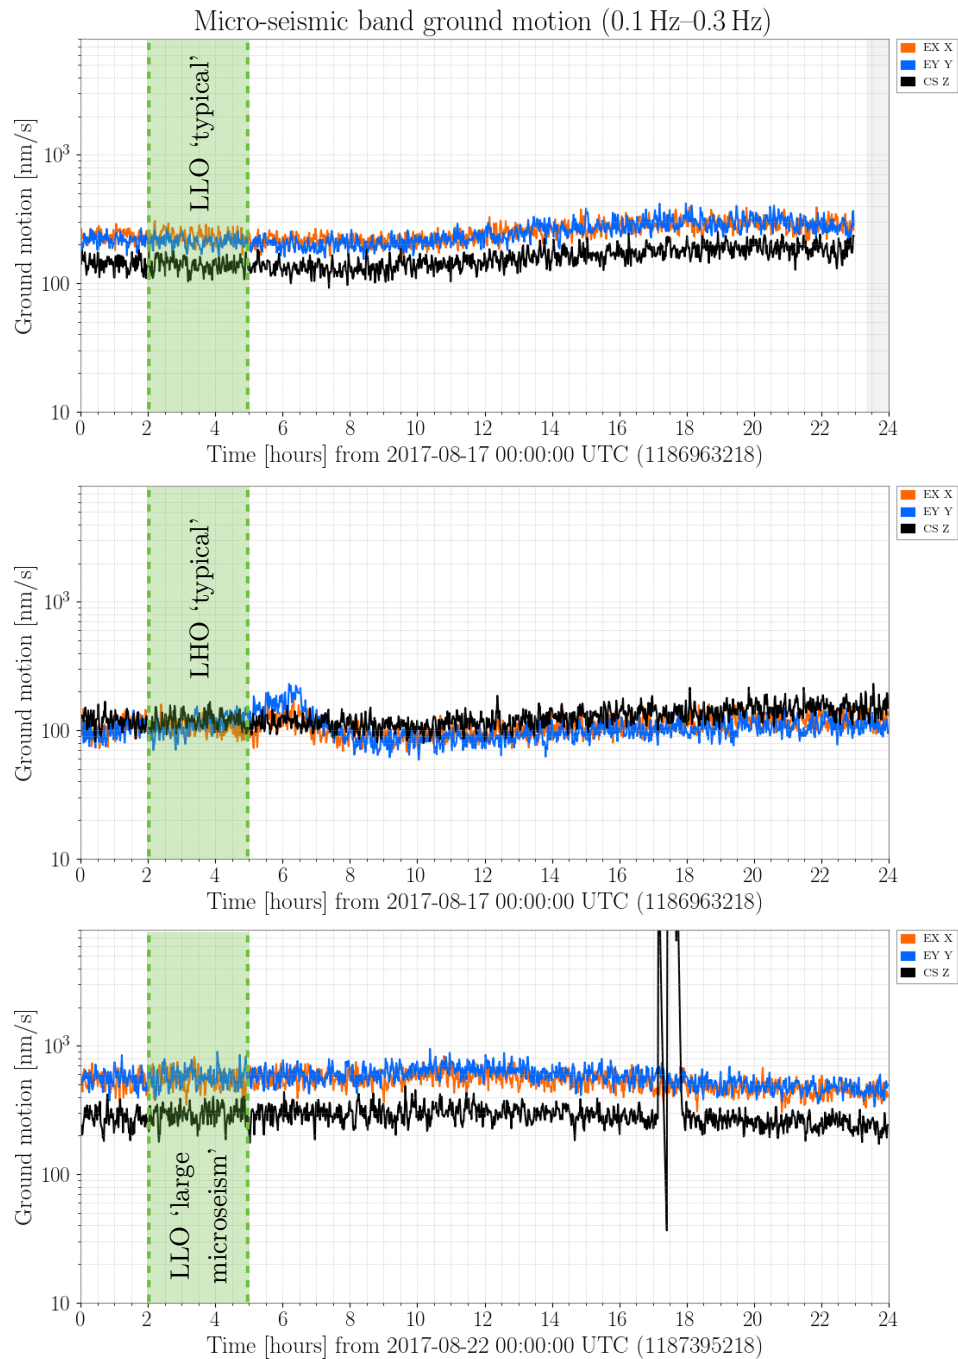 Micro-seismic band ground motion (0.1 Hz–0.3 Hz)
EX X
EY Y
CS Z
LLO ‘typical’
Ground motion [nm/s]
10³
100
10
0 2 4 6 8 10 12 14 16 18 20 22 24
Time [hours] from 2017-08-17 00:00:00 UTC (1186963218)
EX X
EY Y
CS Z
LHO ‘typical’
Ground motion [nm/s]
10³
100
10
0 2 4 6 8 10 12 14 16 18 20 22 24
Time [hours] from 2017-08-17 00:00:00 UTC (1186963218)
EX X
EY Y
CS Z
Ground motion [nm/s]
10³
100
10
LLO ‘large
microseism’
0 2 4 6 8 10 12 14 16 18 20 22 24
Time [hours] from 2017-08-22 00:00:00 UTC (1187395218)